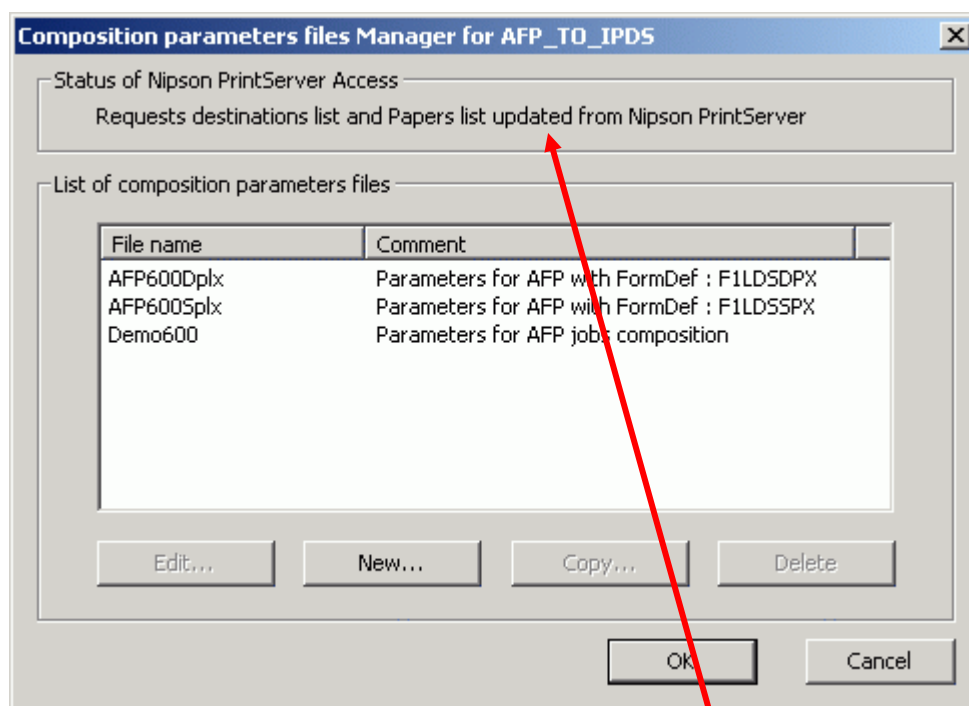 Composition parameters files Manager for AFP_TO_IPDS
Status of Nipson PrintServer Access
Requests destinations list and Papers list updated from Nipson PrintServer
List of composition parameters files
File name Comment
AFP600Dplx Parameters for AFP with FormDef : F1LDSDPX
AFP600Splx Parameters for AFP with FormDef : F1LDSSPX
Demo600 Parameters for AFP jobs composition
Edit... New... Copy... Delete
OK Cancel